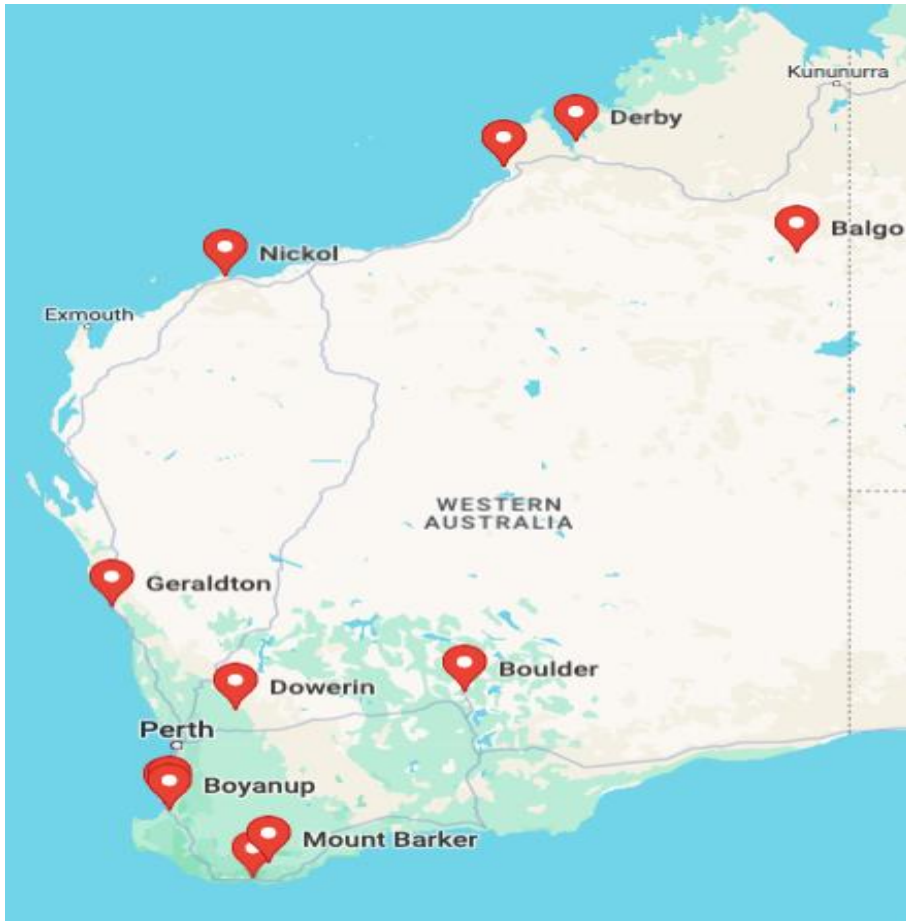 Kununurra
Derby
Balgo
Nickol
Exmouth
WESTERN
AUSTRALIA
Geraldton
Boulder
Dowerin
Perth
Boyanup
Mount Barker